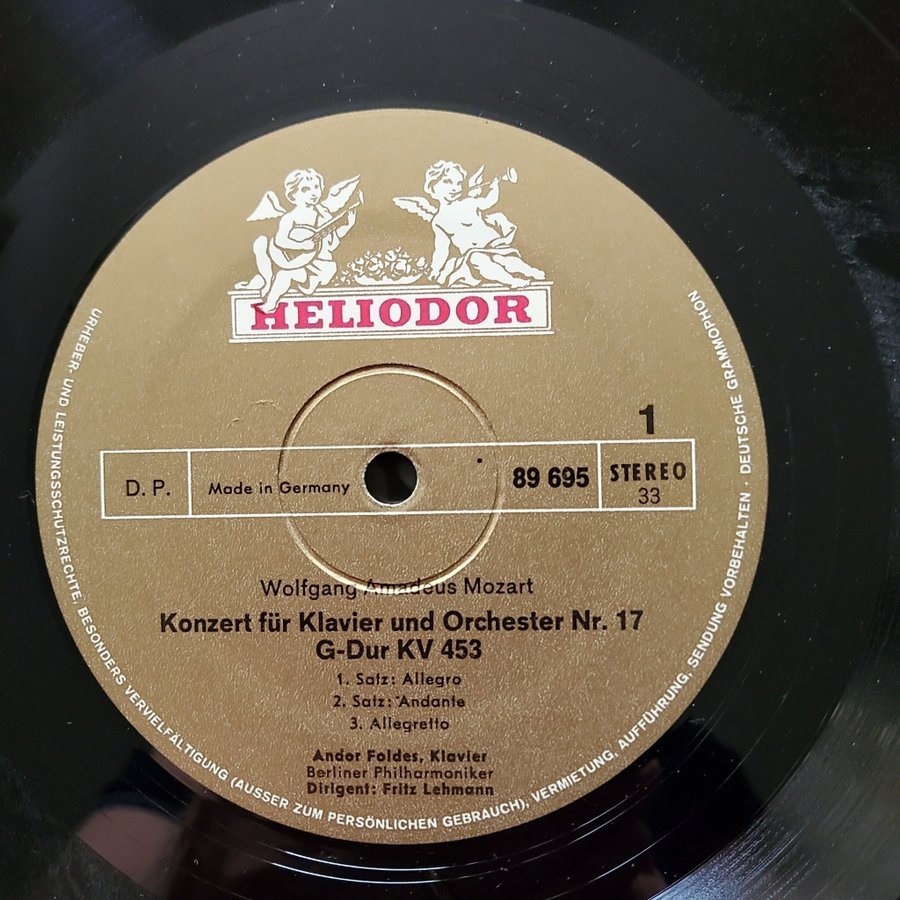 HELIODOR
1
D. P.
Made in Germany
89 695
STEREO
33
Wolfgang Amadeus Mozart
Konzert für Klavier und Orchester Nr. 17
G-Dur KV 453
1. Satz: Allegro
2. Satz: Andante
3. Allegretto
Andor Foldes, Klavier
Berliner Philharmoniker
Dirigent: Fritz Lehmann
URHEBER- UND LEISTUNGSSCHUTZRECHTE, BESONDERS VERVIELFÄLTIGUNG (AUSSER ZUM PERSÖNLICHEN GEBRAUCH), VERMIETUNG, AUFFÜHRUNG, SENDUNG VORBEHALTEN · DEUTSCHE GRAMMOPHON